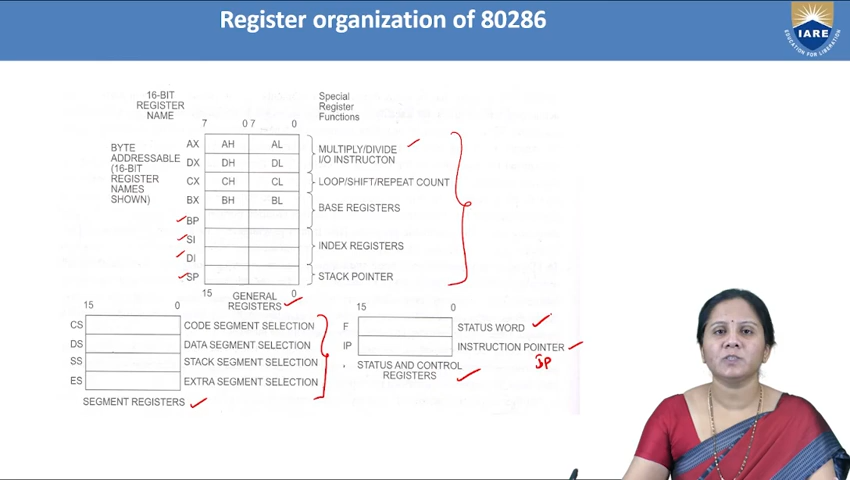 Register organization of 80286
IARE
EDUCATION FOR LIBERATION
16-BIT
REGISTER
NAME
Special
Register
Functions
7 0 7 0
BYTE
ADDRESSABLE
(16-BIT
REGISTER
NAMES
SHOWN)
AX AH AL
DX DH DL
CX CH CL
BX BH BL
BP
SI
DI
SP
MULTIPLY/DIVIDE
I/O INSTRUCTON
LOOP/SHIFT/REPEAT COUNT
BASE REGISTERS
INDEX REGISTERS
STACK POINTER
15 0
GENERAL
REGISTERS
15 0
CS CODE SEGMENT SELECTION
DS DATA SEGMENT SELECTION
SS STACK SEGMENT SELECTION
ES EXTRA SEGMENT SELECTION
SEGMENT REGISTERS
15 0
F STATUS WORD
IP INSTRUCTION POINTER
IP
STATUS AND CONTROL
REGISTERS